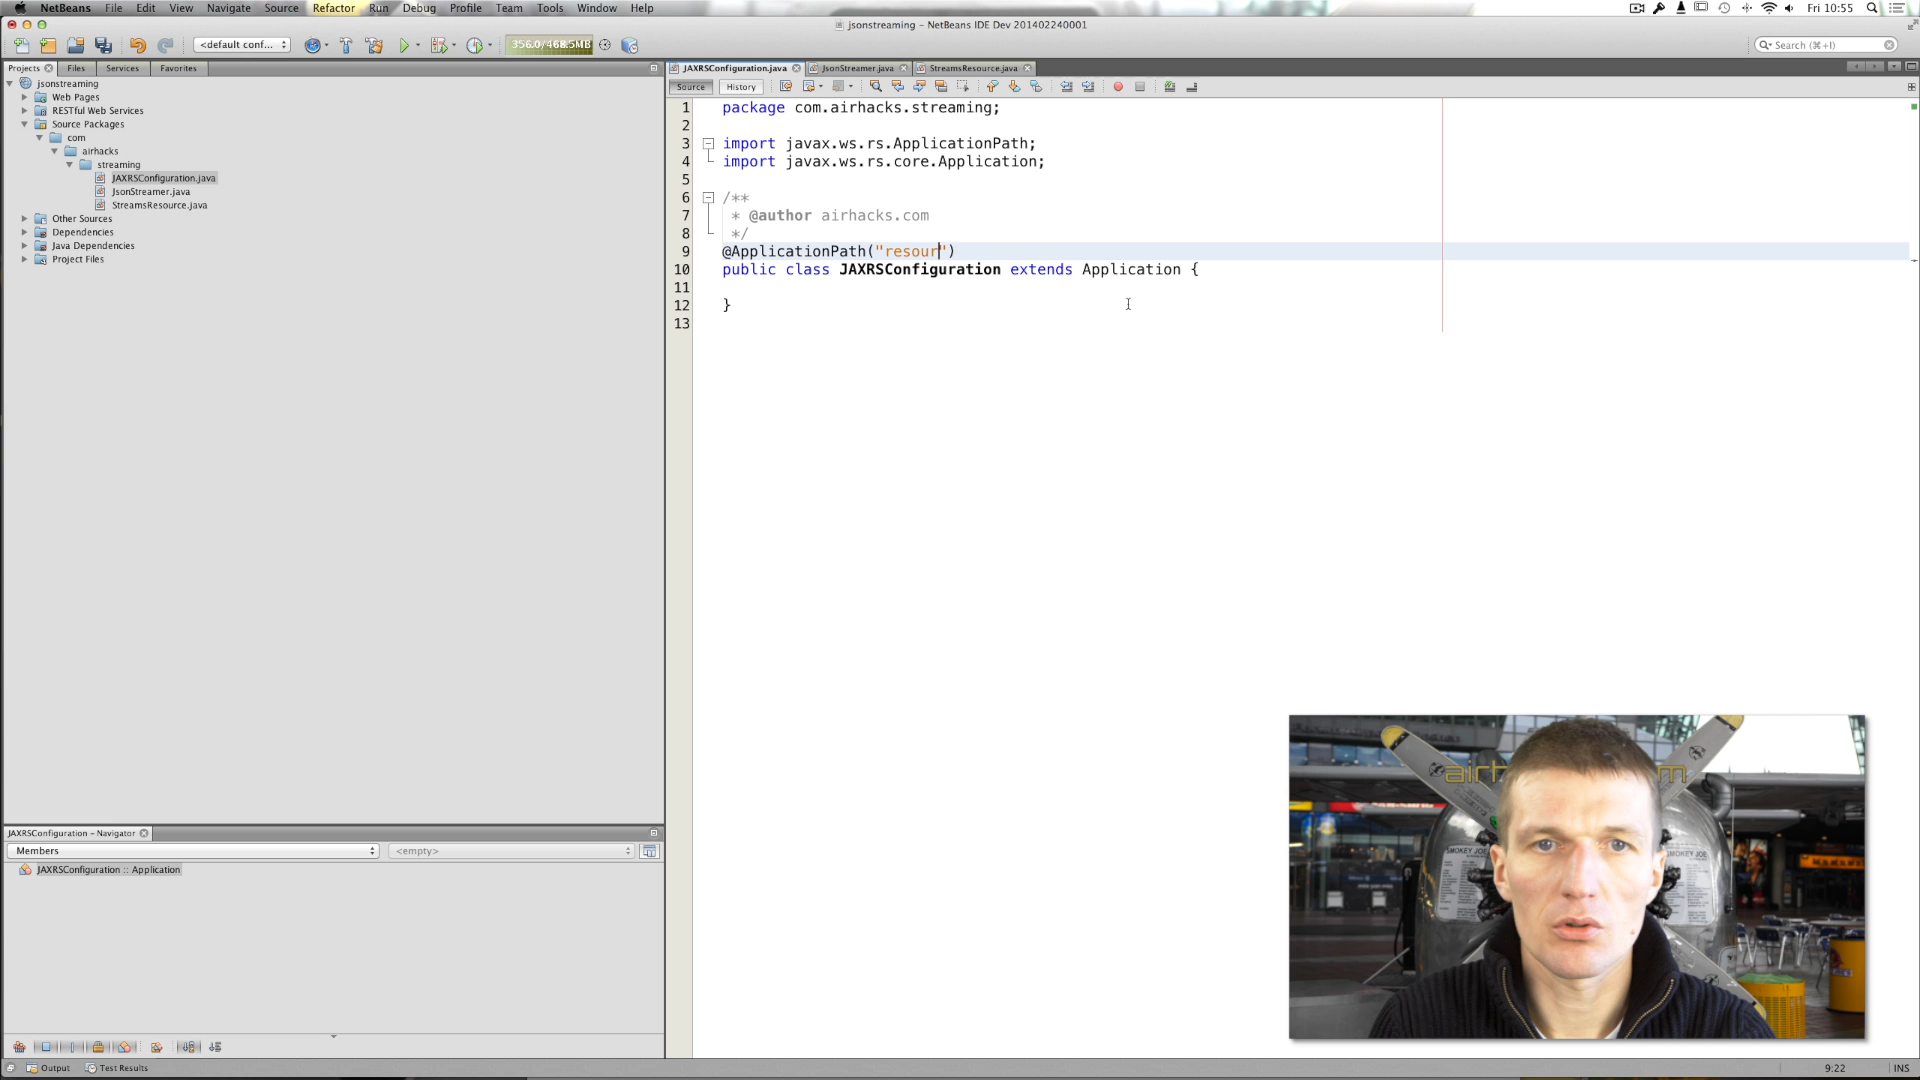 NetBeans File Edit View Navigate Source Refactor Run Debug Profile Team Tools Window Help Fri 10:55
jsonstreaming – NetBeans IDE Dev 201402240001
<default conf... 356.0/468.5MB Search (⌘+I)
Projects Files Services Favorites
JAXRSConfiguration.java JsonStreamer.java StreamsResource.java
Source History
jsonstreaming
Web Pages
RESTful Web Services
Source Packages
com
airhacks
streaming
JAXRSConfiguration.java
JsonStreamer.java
StreamsResource.java
Other Sources
Dependencies
Java Dependencies
Project Files
1 package com.airhacks.streaming;
2
3 import javax.ws.rs.ApplicationPath;
4 import javax.ws.rs.core.Application;
5
6 /**
7 * @author airhacks.com
8 */
9 @ApplicationPath("resour")
10 public class JAXRSConfiguration extends Application {
11
12 }
13
JAXRSConfiguration – Navigator
Members <empty>
JAXRSConfiguration :: Application
SMOKEY JOE
SMOKEY JOE
Output Test Results 9:22 INS